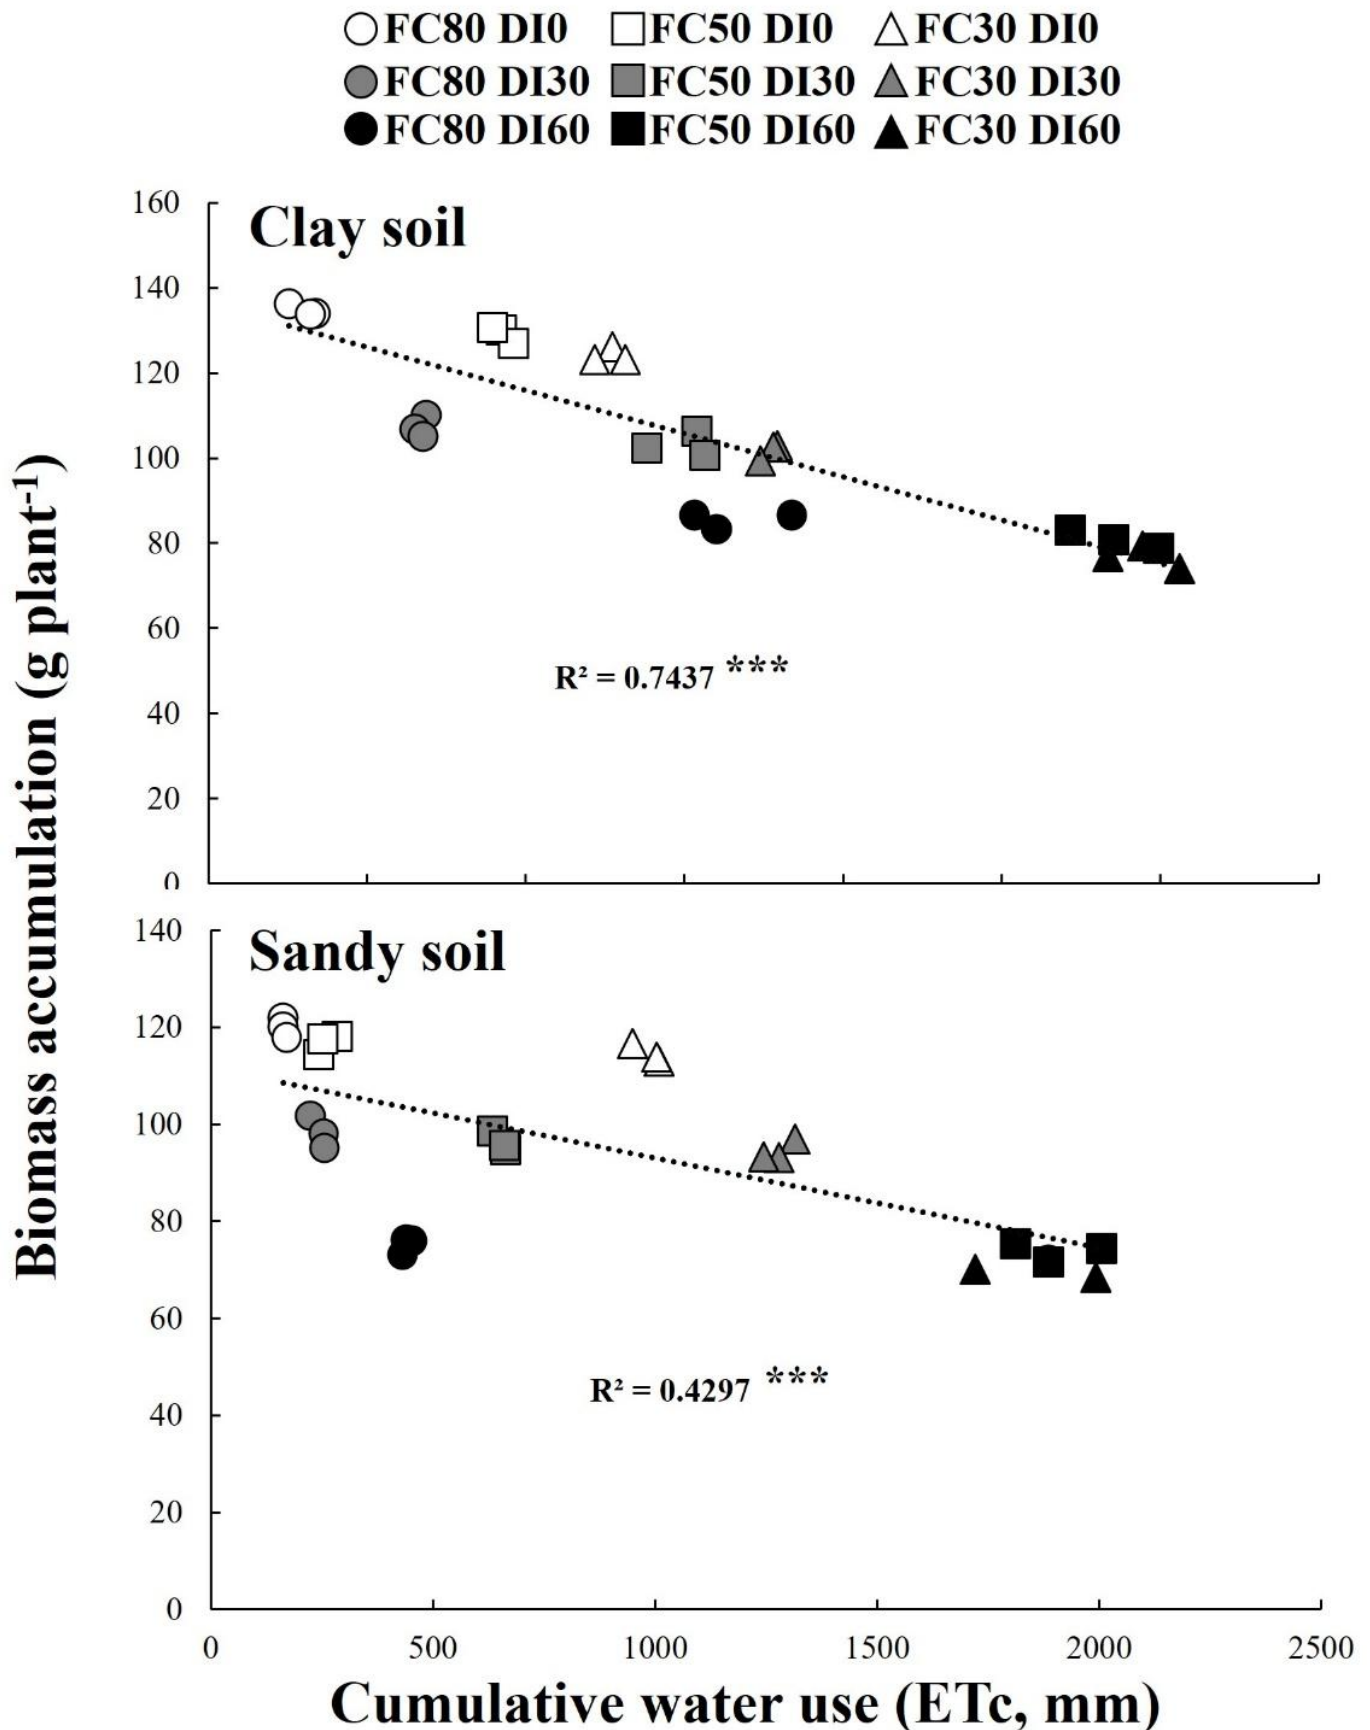 FC80 DI0 FC50 DI0 FC30 DI0
FC80 DI30 FC50 DI30 FC30 DI30
FC80 DI60 FC50 DI60 FC30 DI60
Biomass accumulation (g plant⁻¹)
160
Clay soil
140
120
100
80
60
R² = 0.7437 ***
40
20
0
140
Sandy soil
120
100
80
60
R² = 0.4297 ***
40
20
0
0 500 1000 1500 2000 2500
Cumulative water use (ETc, mm)